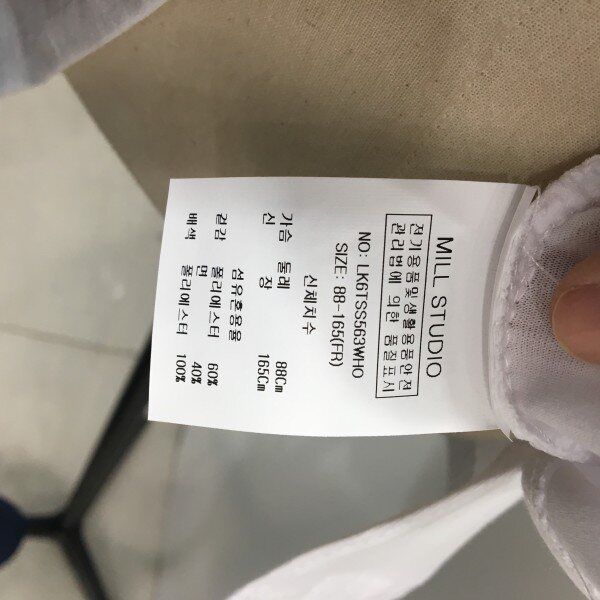 MILL STUDIO
전기용품및생활용품안전
관리법에 의한 품질표시
NO: LK6TSS563WHO
SIZE: 88-165(FR)
신체치수
가슴 둘레 88Cm
신 장 165Cm
섬유혼용율
겉감 폴리에스터 60%
면 40%
배색 폴리에스터 100%